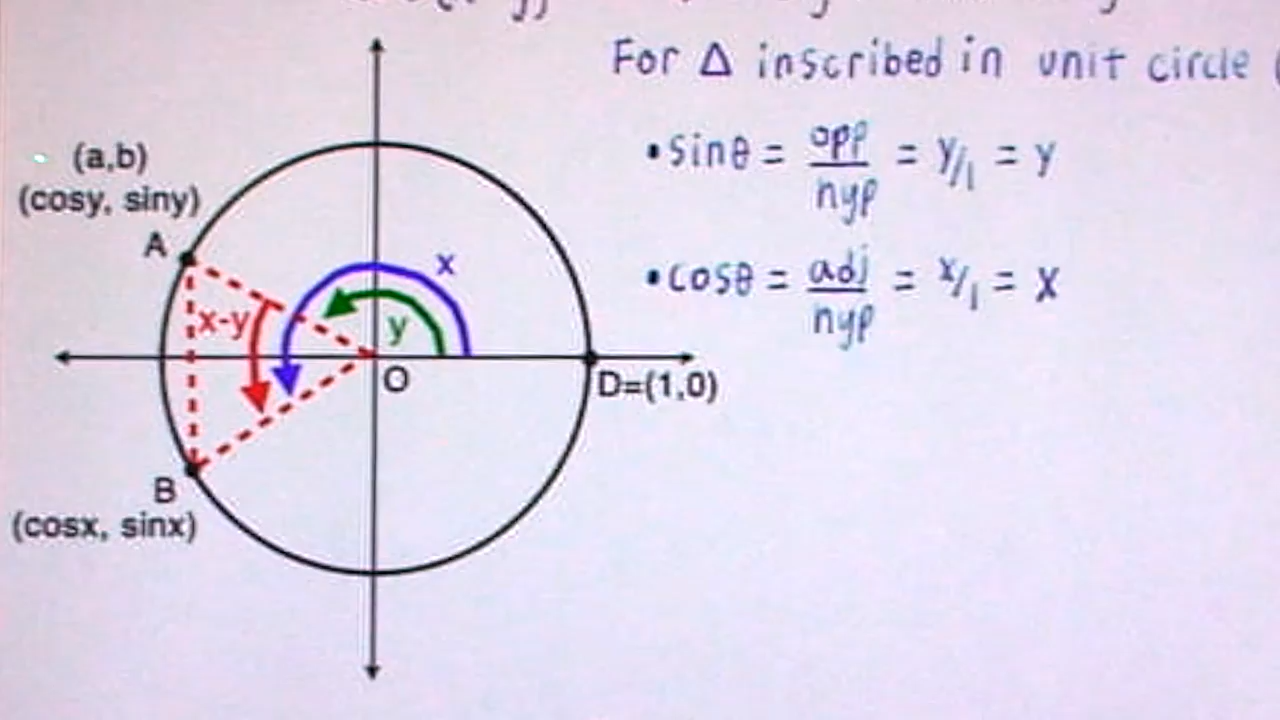 For Δ inscribed in unit circle
•sinθ = opp/hyp = y/1 = y
•cosθ = adj/hyp = x/1 = x
(a,b)
(cosy, siny)
A
x
x-y
y
O
D=(1,0)
B
(cosx, sinx)